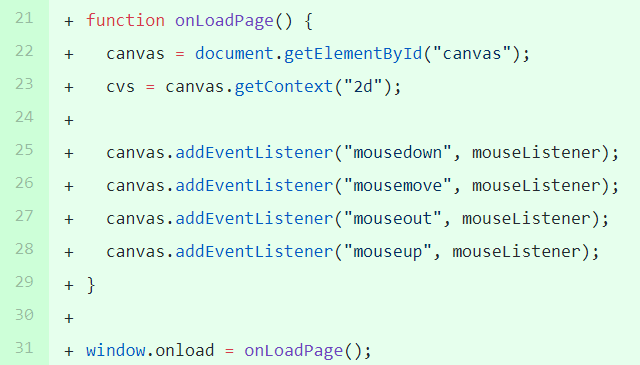 21 + function onLoadPage() {
22 +   canvas = document.getElementById("canvas");
23 +   cvs = canvas.getContext("2d");
24 +
25 +   canvas.addEventListener("mousedown", mouseListener);
26 +   canvas.addEventListener("mousemove", mouseListener);
27 +   canvas.addEventListener("mouseout", mouseListener);
28 +   canvas.addEventListener("mouseup", mouseListener);
29 + }
30 +
31 + window.onload = onLoadPage();